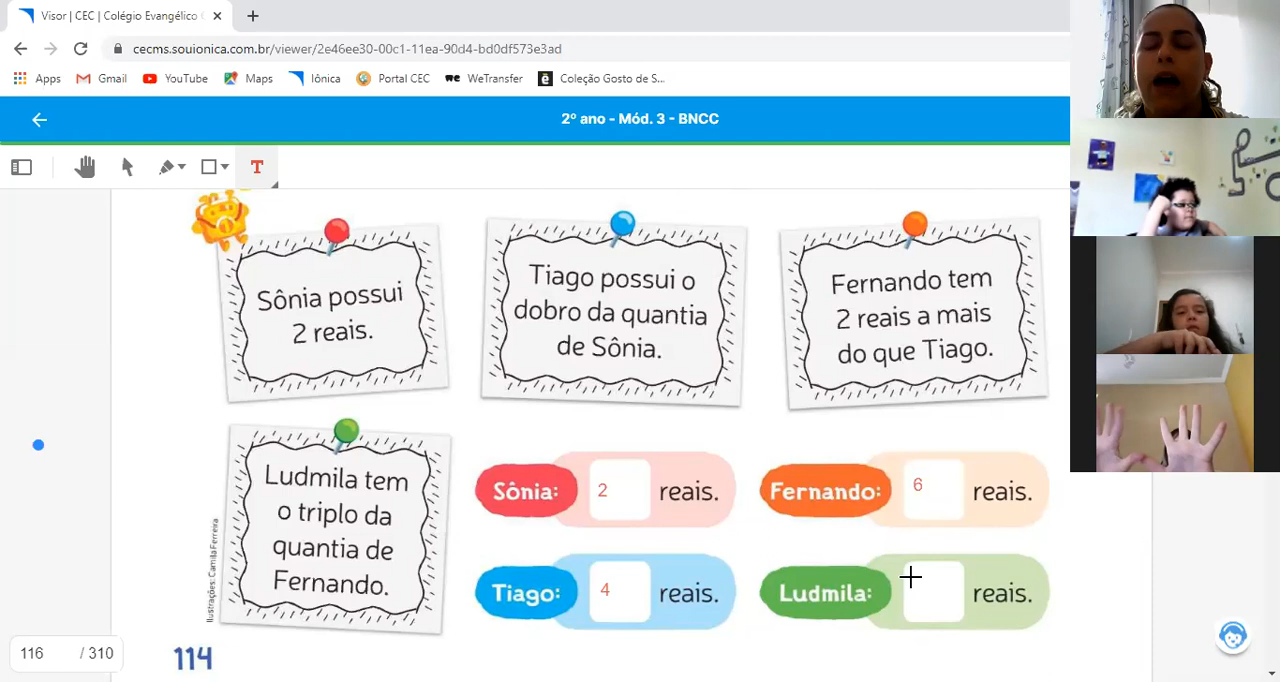 Visor | CEC | Colégio Evangélico
cecms.souionica.com.br/viewer/2e46ee30-00c1-11ea-90d4-bd0df573e3ad
Apps Gmail YouTube Maps Iônica Portal CEC WeTransfer Coleção Gosto de S...
2º ano - Mód. 3 - BNCC
T
Sônia possui
2 reais.
Tiago possui o
dobro da quantia
de Sônia.
Fernando tem
2 reais a mais
do que Tiago.
Ludmila tem
o triplo da
quantia de
Fernando.
Ilustrações: Camila Ferreira
Sônia: 2 reais.
Fernando: 6 reais.
Tiago: 4 reais.
Ludmila: reais.
116 / 310
114